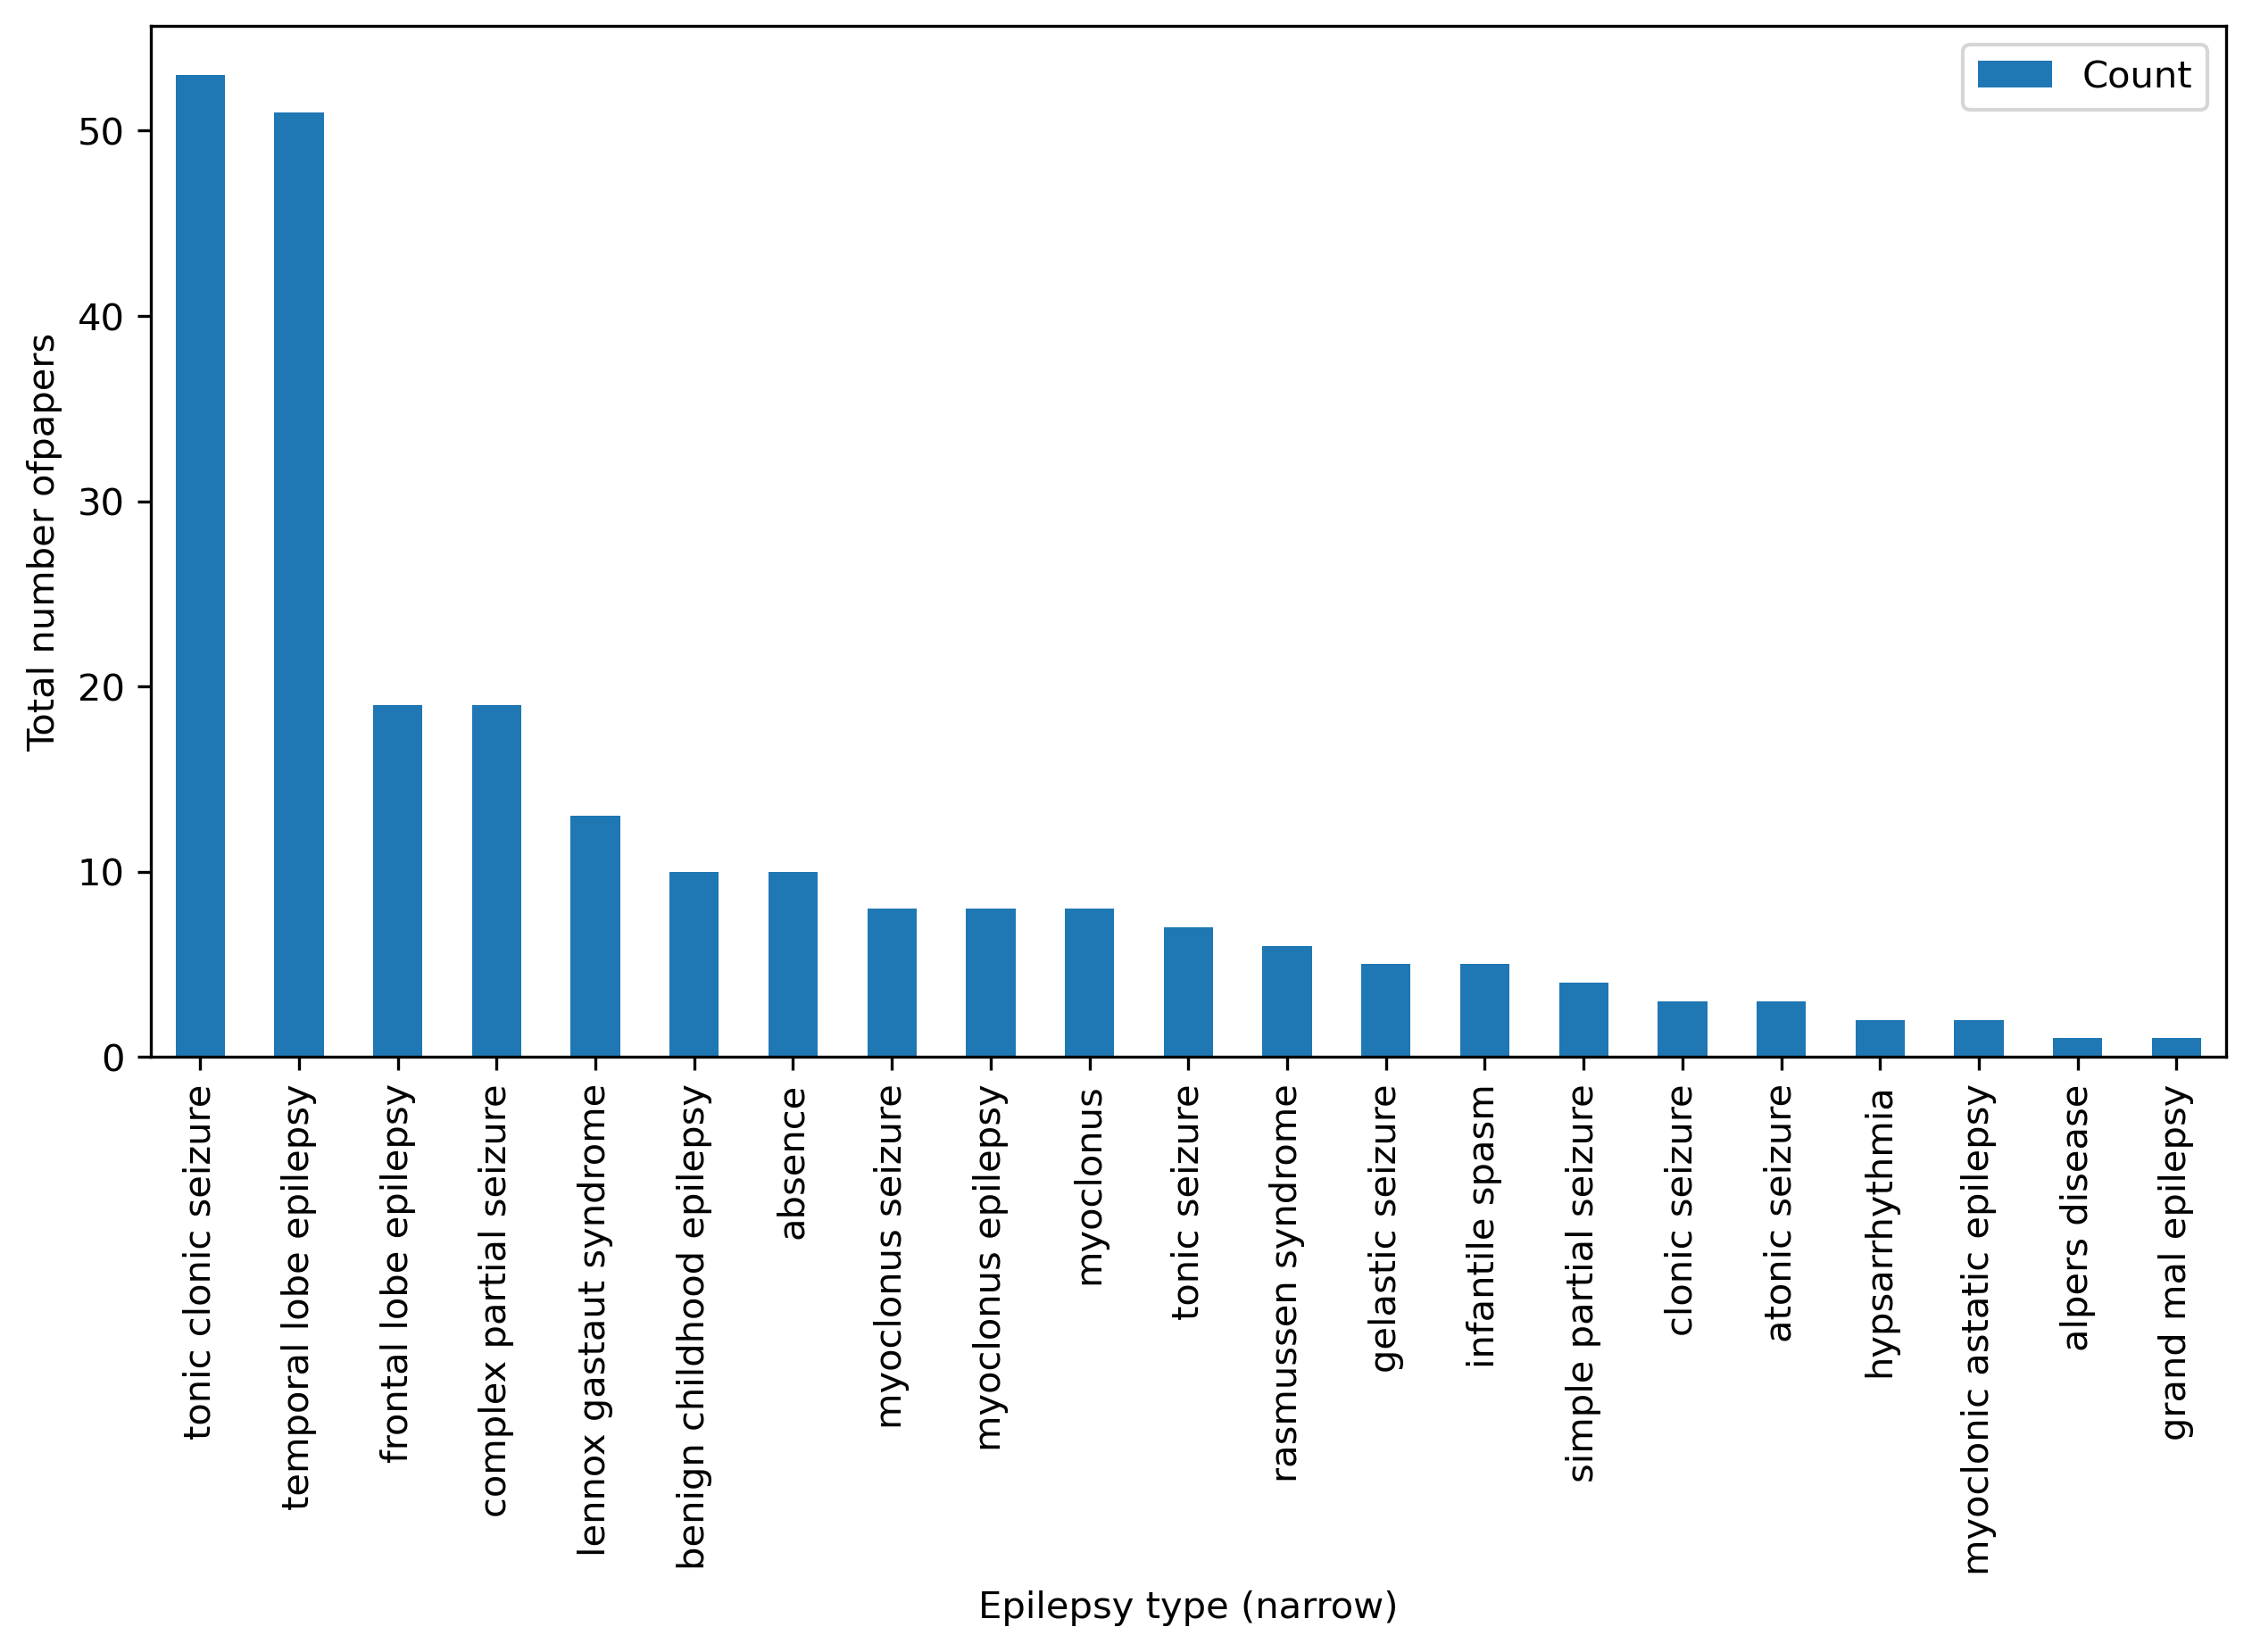 Count
50
40
30
20
10
0
Total number ofpapers
tonic clonic seizure
temporal lobe epilepsy
frontal lobe epilepsy
complex partial seizure
lennox gastaut syndrome
benign childhood epilepsy
absence
myoclonus seizure
myoclonus epilepsy
myoclonus
tonic seizure
rasmussen syndrome
gelastic seizure
infantile spasm
simple partial seizure
clonic seizure
atonic seizure
hypsarrhythmia
myoclonic astatic epilepsy
alpers disease
grand mal epilepsy
Epilepsy type (narrow)